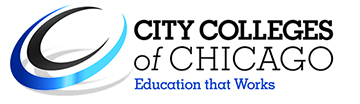 CITY COLLEGES
of CHICAGO
Education that Works